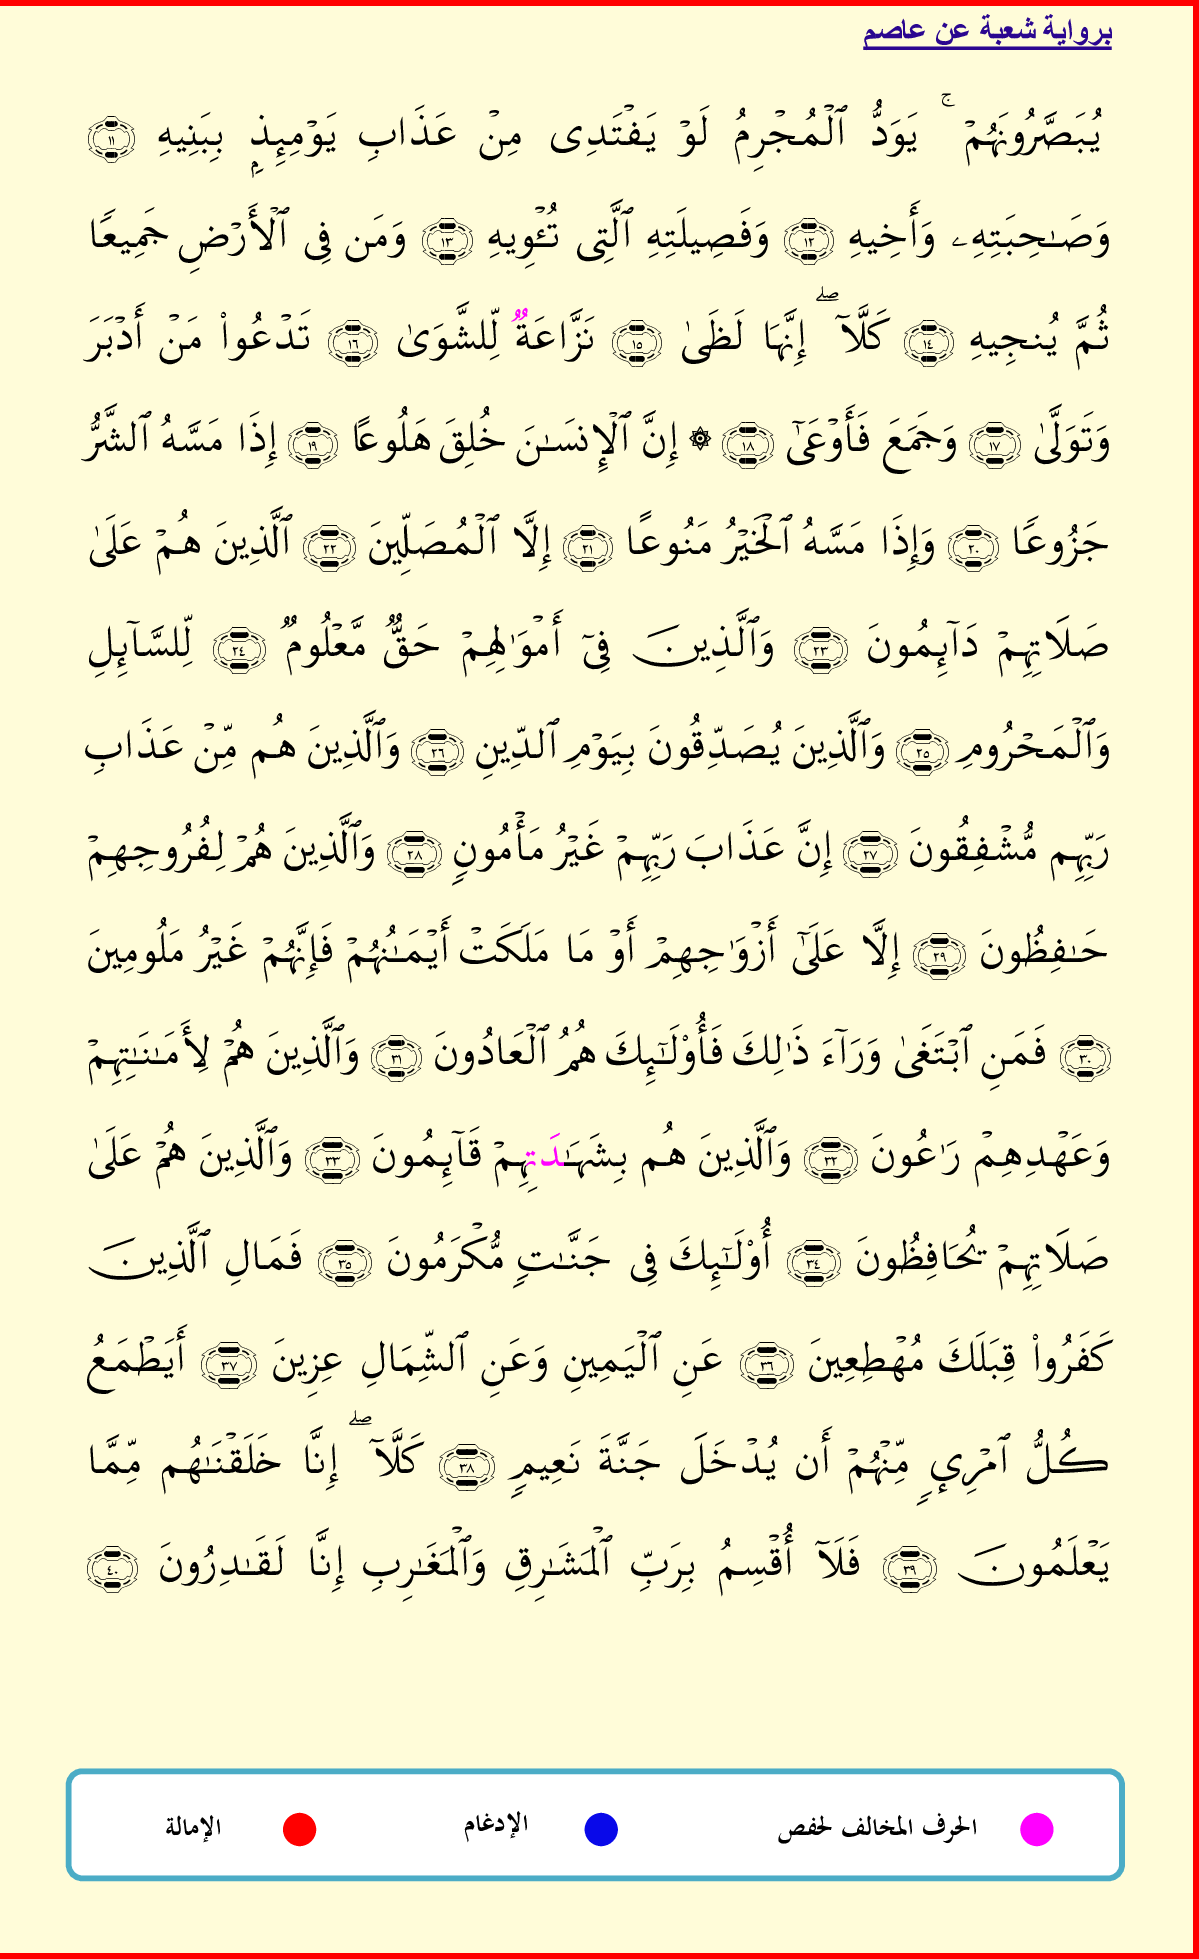 برواية شعبة عن عاصم
يُبَصَّرُونَهُمْ ۚ يَوَدُّ ٱلْمُجْرِمُ لَوْ يَفْتَدِى مِنْ عَذَابِ يَوْمِئِذٍۭ بِبَنِيهِ ١١
وَصَـٰحِبَتِهِۦ وَأَخِيهِ ١٢ وَفَصِيلَتِهِ ٱلَّتِى تُـْٔوِيهِ ١٣ وَمَن فِى ٱلْأَرْضِ جَمِيعًا
ثُمَّ يُنجِيهِ ١٤ كَلَّآ ۖ إِنَّهَا لَظَىٰ ١٥ نَزَّاعَةٌ لِّلشَّوَىٰ ١٦ تَدْعُوا۟ مَنْ أَدْبَرَ
وَتَوَلَّىٰ ١٧ وَجَمَعَ فَأَوْعَىٰٓ ١٨ ۞ إِنَّ ٱلْإِنسَـٰنَ خُلِقَ هَلُوعًا ١٩ إِذَا مَسَّهُ ٱلشَّرُّ
جَزُوعًا ٢٠ وَإِذَا مَسَّهُ ٱلْخَيْرُ مَنُوعًا ٢١ إِلَّا ٱلْمُصَلِّينَ ٢٢ ٱلَّذِينَ هُمْ عَلَىٰ
صَلَاتِهِمْ دَآئِمُونَ ٢٣ وَٱلَّذِينَ فِىٓ أَمْوَٰلِهِمْ حَقٌّ مَّعْلُومٌ ٢٤ لِّلسَّآئِلِ
وَٱلْمَحْرُومِ ٢٥ وَٱلَّذِينَ يُصَدِّقُونَ بِيَوْمِ ٱلدِّينِ ٢٦ وَٱلَّذِينَ هُم مِّنْ عَذَابِ
رَبِّهِم مُّشْفِقُونَ ٢٧ إِنَّ عَذَابَ رَبِّهِمْ غَيْرُ مَأْمُونٍ ٢٨ وَٱلَّذِينَ هُمْ لِفُرُوجِهِمْ
حَـٰفِظُونَ ٢٩ إِلَّا عَلَىٰٓ أَزْوَٰجِهِمْ أَوْ مَا مَلَكَتْ أَيْمَـٰنُهُمْ فَإِنَّهُمْ غَيْرُ مَلُومِينَ
٣٠ فَمَنِ ٱبْتَغَىٰ وَرَآءَ ذَٰلِكَ فَأُو۟لَـٰٓئِكَ هُمُ ٱلْعَادُونَ ٣١ وَٱلَّذِينَ هُمْ لِأَمَـٰنَـٰتِهِمْ
وَعَهْدِهِمْ رَٰعُونَ ٣٢ وَٱلَّذِينَ هُم بِشَهَـٰدَتِهِمْ قَآئِمُونَ ٣٣ وَٱلَّذِينَ هُمْ عَلَىٰ
صَلَاتِهِمْ يُحَافِظُونَ ٣٤ أُو۟لَـٰٓئِكَ فِى جَنَّـٰتٍ مُّكْرَمُونَ ٣٥ فَمَالِ ٱلَّذِينَ
كَفَرُوا۟ قِبَلَكَ مُهْطِعِينَ ٣٦ عَنِ ٱلْيَمِينِ وَعَنِ ٱلشِّمَالِ عِزِينَ ٣٧ أَيَطْمَعُ
كُلُّ ٱمْرِئٍ مِّنْهُمْ أَن يُدْخَلَ جَنَّةَ نَعِيمٍ ٣٨ كَلَّآ ۖ إِنَّا خَلَقْنَـٰهُم مِّمَّا
يَعْلَمُونَ ٣٩ فَلَآ أُقْسِمُ بِرَبِّ ٱلْمَشَـٰرِقِ وَٱلْمَغَـٰرِبِ إِنَّا لَقَـٰدِرُونَ ٤٠
الحرف المخالف لحفص الإدغام الإمالة